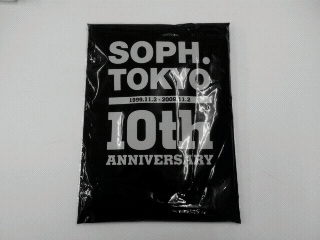 SOPH.
TOKYO
1999.11.2 - 2009.11.2
10th
ANNIVERSARY